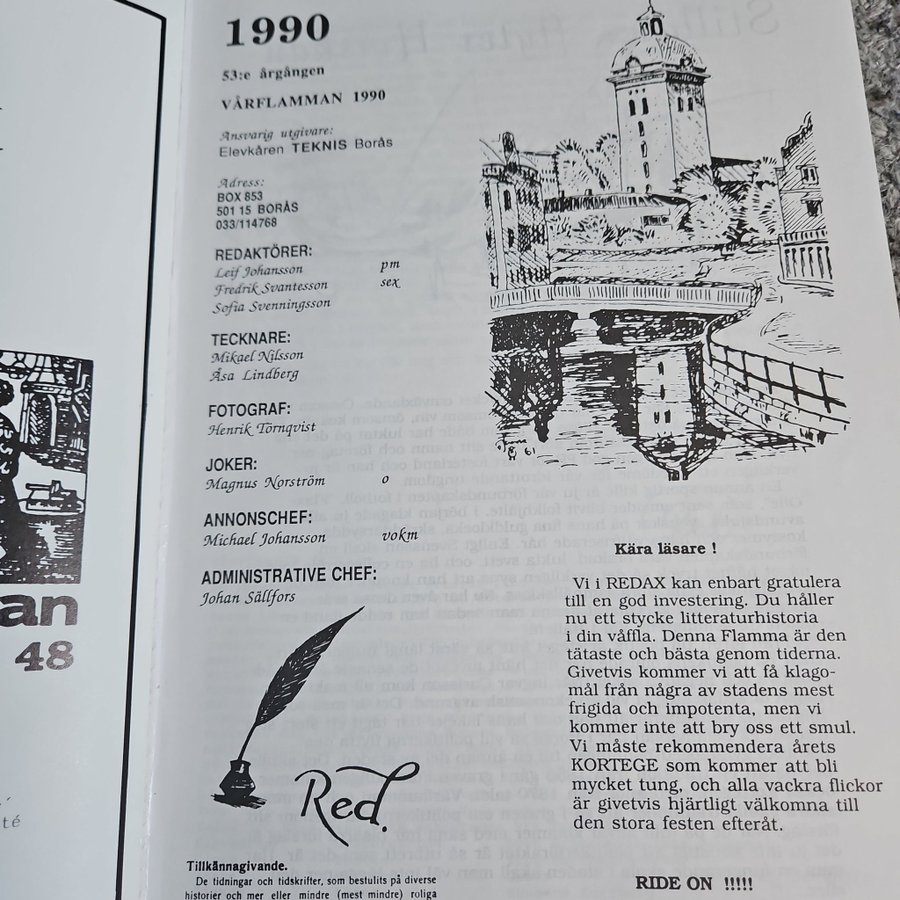 an
48
té
1990
53:e årgången
VÅRFLAMMAN 1990
Ansvarig utgivare:
Elevkåren TEKNIS Borås
Adress:
BOX 853
501 15 BORÅS
033/114768
REDAKTÖRER:
Leif Johansson pm
Fredrik Svantesson sex
Sofia Svenningsson
TECKNARE:
Mikael Nilsson
Åsa Lindberg
FOTOGRAF:
Henrik Törnqvist
JOKER:
Magnus Norström o
ANNONSCHEF:
Michael Johansson vokm
ADMINISTRATIVE CHEF:
Johan Sällfors
Red.
Tillkännagivande.
De tidningar och tidskrifter, som bestulits på diverse
historier och mer eller mindre (mest mindre) roliga
61
Kära läsare !
Vi i REDAX kan enbart gratulera
till en god investering. Du håller
nu ett stycke litteraturhistoria
i din våffla. Denna Flamma är den
tätaste och bästa genom tiderna.
Givetvis kommer vi att få klago-
mål från några av stadens mest
frigida och impotenta, men vi
kommer inte att bry oss ett smul.
Vi måste rekommendera årets
KORTEGE som kommer att bli
mycket tung, och alla vackra flickor
är givetvis hjärtligt välkomna till
den stora festen efteråt.
RIDE ON !!!!!